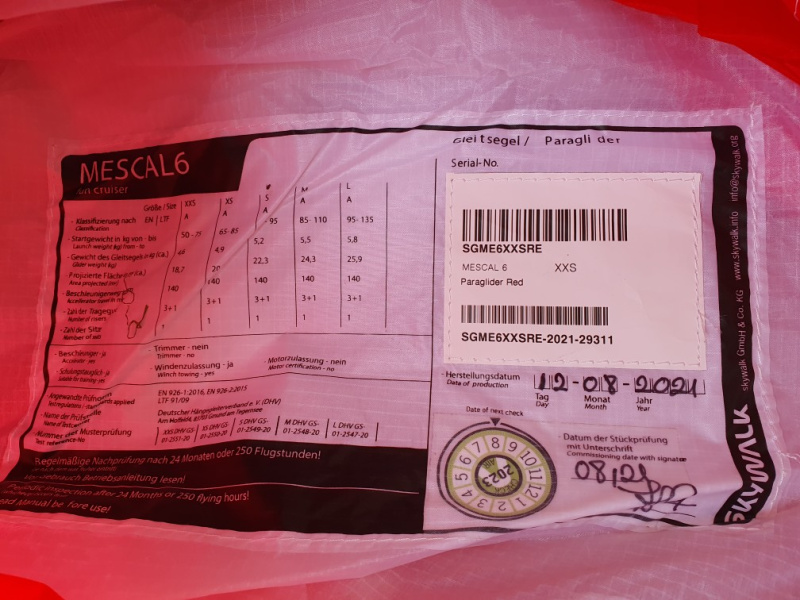 MESCAL6
Größe / Size XXS XS S M L
Klassifizierung nach EN | LTF A A A A A
Classification
Startgewicht in kg von - bis 50 - 75 65-85 - 95 85- 110 95- 135
Launch weight (kg) from - to
Gewicht des Gleitsegels in kg (ca.) 4,9 5,2 5,5 5,8
Glider weight (kg)
Projizierte Fläche (ca.) 18,7 20 22,3 24,3 25,9
Area projected (m²)
Beschleunigerweg 140 140 140 140 140
Zahl der Tragegurte 3+1 3+1 3+1 3+1 3+1
Number of risers
Zahl der Sitze 1 1 1 1 1
Number of seats
Beschleuniger - ja
Accelerator - yes
Trimmer - nein
Trimmer - no
Windenzulassung - ja
Winch towing - yes
Motorzulassung - nein
Motor certification - no
EN 926-1:2016, EN 926-2:2015
LTF 91/09
Deutscher Hängegleiterverband e. V. (DHV)
XXS DHV GS-01-2551-20 XS DHV GS-01-2550-20 S DHV GS-01-2549-20 M DHV GS-01-2548-20 L DHV GS-01-2547-20
Regelmäßige Nachprüfung nach 24 Monaten oder 250 Flugstunden!
Vor Gebrauch Betriebsanleitung lesen!
Periodic inspection after 24 Months or 250 flying hours!
Read Manual before use!
Gleitsegel / Paraglider
Serial-No.
SGME6XXSRE
MESCAL 6 XXS
Paraglider Red
SGME6XXSRE-2021-29311
Herstellungsdatum 12-08-2021
Date of production Tag Monat Jahr
Day Month Year
Date of next check
1 2 3 4 5 6 7 8 9 10 11 12
2023
Datum der Stückprüfung
mit Unterschrift
Commissioning date with signature
08/21
SKYWALK
skywalk GmbH & Co. KG www.skywalk.info info@skywalk.org